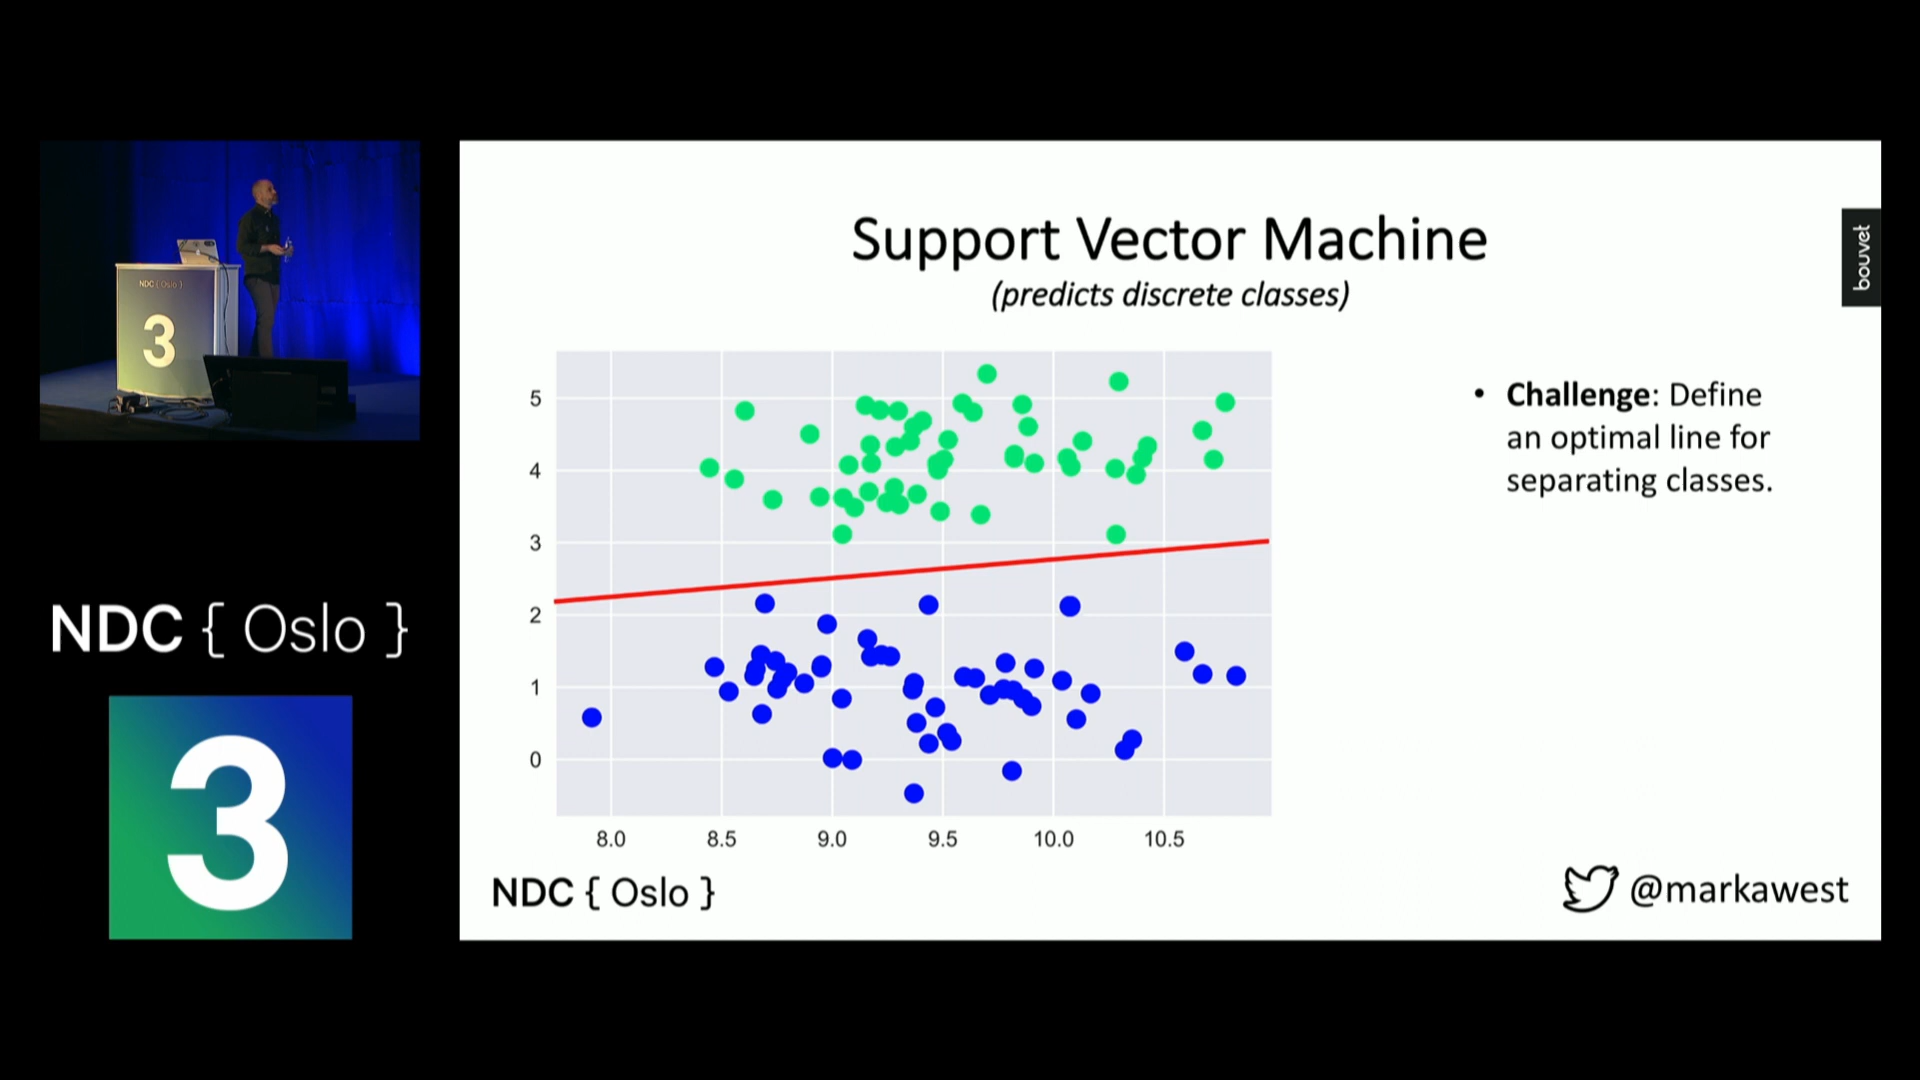 NDC { Oslo }
3
NDC { Oslo }
3
Support Vector Machine
(predicts discrete classes)
bouvet
5
4
3
2
1
0
8.0
8.5
9.0
9.5
10.0
10.5
• Challenge: Define
an optimal line for
separating classes.
NDC { Oslo }
@markawest